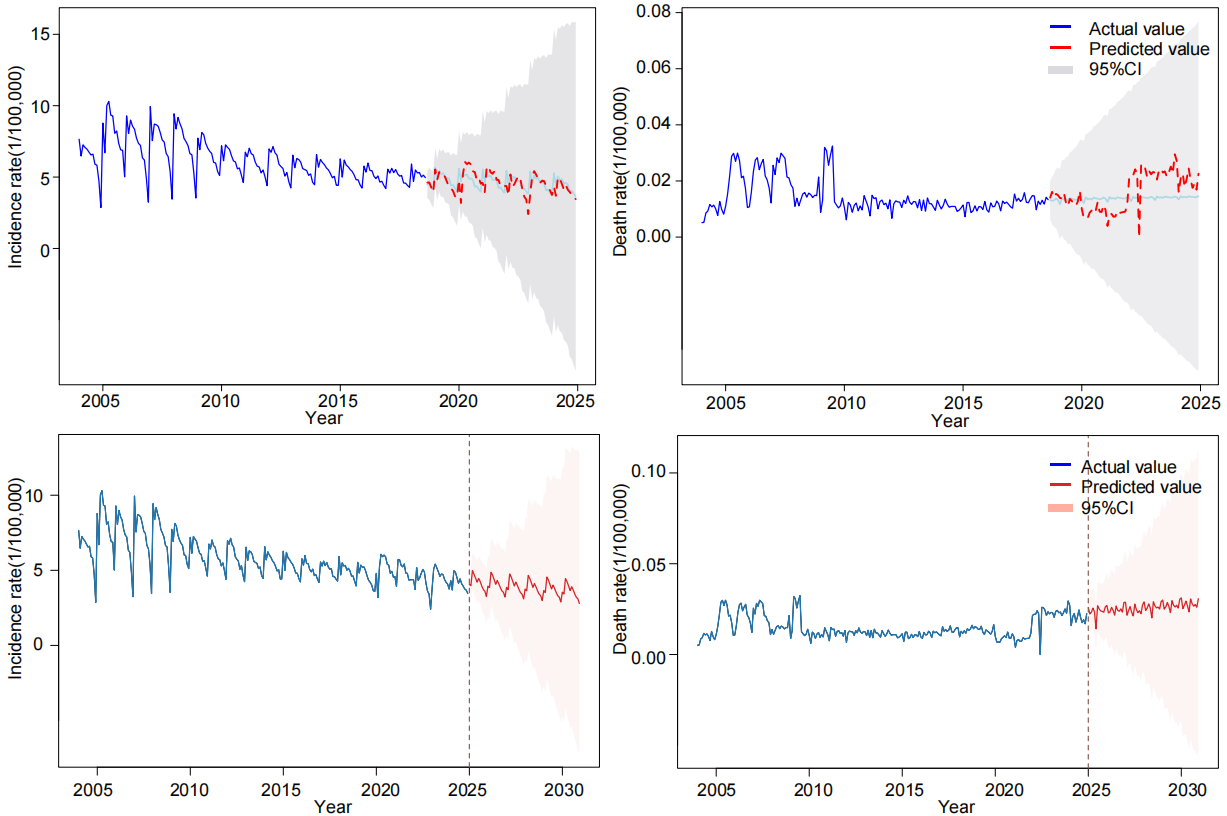 Incidence rate(1/100,000)
15
10
5
0
2005
2010
2015
2020
2025
Year
Death rate(1/100,000)
0.08
0.06
0.04
0.02
0.00
Actual value
Predicted value
95%CI
2005
2010
2015
2020
2025
Year
Incidence rate(1/100,000)
10
5
0
2005
2010
2015
2020
2025
2030
Year
Death rate(1/100,000)
0.10
0.05
0.00
Actual value
Predicted value
95%CI
2005
2010
2015
2020
2025
2030
Year